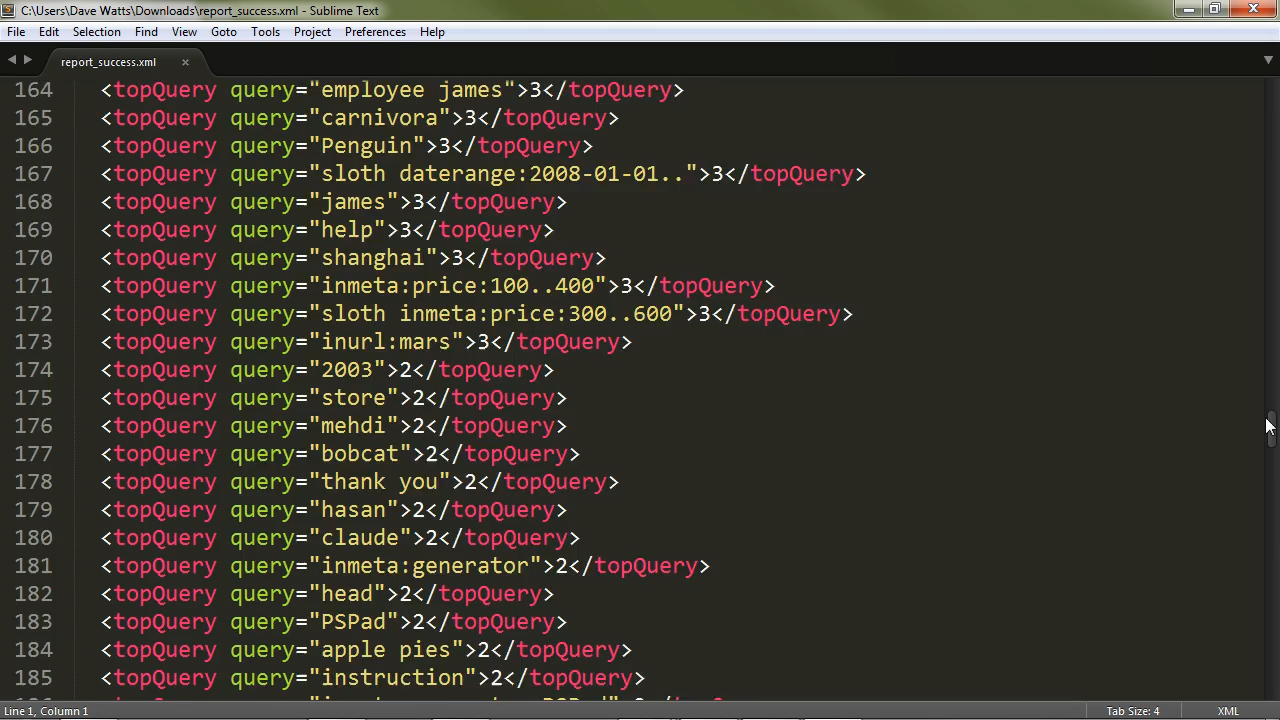 C:\Users\Dave Watts\Downloads\report_success.xml - Sublime Text
File Edit Selection Find View Goto Tools Project Preferences Help
report_success.xml
164 <topQuery query="employee james">3</topQuery>
165 <topQuery query="carnivora">3</topQuery>
166 <topQuery query="Penguin">3</topQuery>
167 <topQuery query="sloth daterange:2008-01-01..">3</topQuery>
168 <topQuery query="james">3</topQuery>
169 <topQuery query="help">3</topQuery>
170 <topQuery query="shanghai">3</topQuery>
171 <topQuery query="inmeta:price:100..400">3</topQuery>
172 <topQuery query="sloth inmeta:price:300..600">3</topQuery>
173 <topQuery query="inurl:mars">3</topQuery>
174 <topQuery query="2003">2</topQuery>
175 <topQuery query="store">2</topQuery>
176 <topQuery query="mehdi">2</topQuery>
177 <topQuery query="bobcat">2</topQuery>
178 <topQuery query="thank you">2</topQuery>
179 <topQuery query="hasan">2</topQuery>
180 <topQuery query="claude">2</topQuery>
181 <topQuery query="inmeta:generator">2</topQuery>
182 <topQuery query="head">2</topQuery>
183 <topQuery query="PSPad">2</topQuery>
184 <topQuery query="apple pies">2</topQuery>
185 <topQuery query="instruction">2</topQuery>
Line 1, Column 1 Tab Size: 4 XML